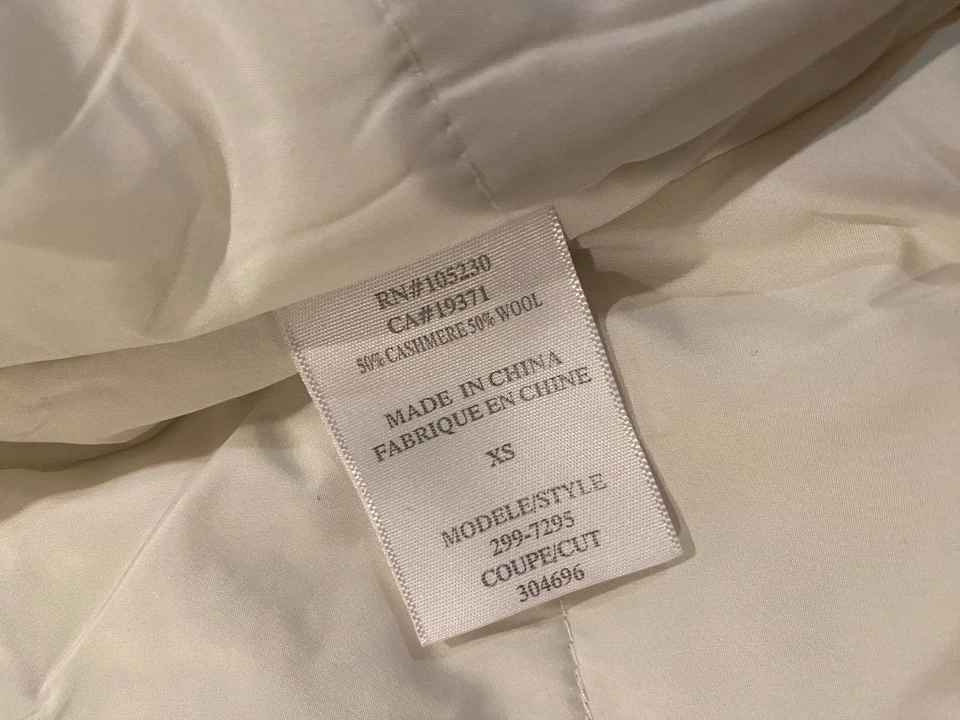 RN#105230
CA#19371
50% CASHMERE 50% WOOL
MADE IN CHINA
FABRIQUE EN CHINE
XS
MODELE/STYLE
299-7295
COUPE/CUT
304696